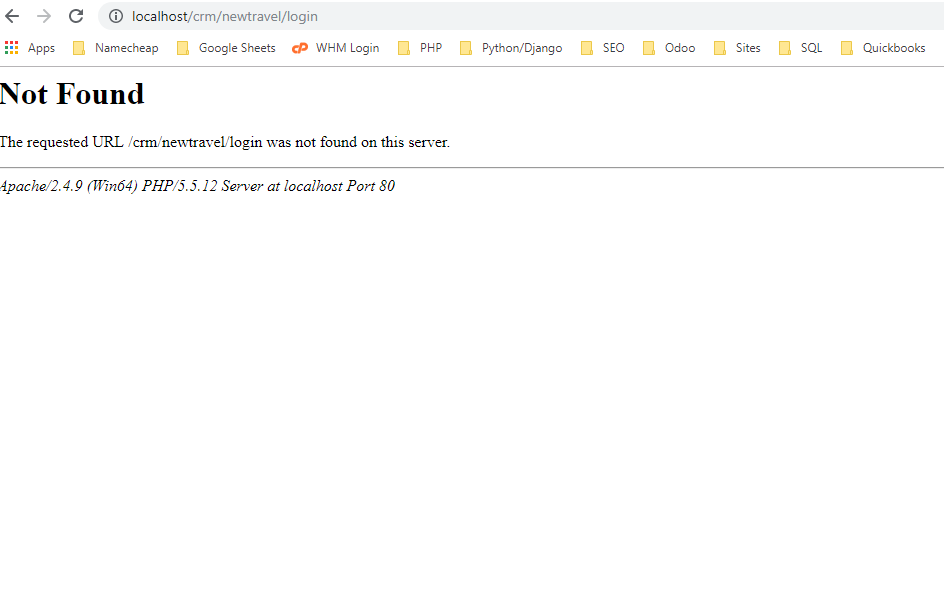 localhost/crm/newtravel/login
Apps Namecheap Google Sheets cP WHM Login PHP Python/Django SEO Odoo Sites SQL Quickbooks
Not Found
The requested URL /crm/newtravel/login was not found on this server.
Apache/2.4.9 (Win64) PHP/5.5.12 Server at localhost Port 80